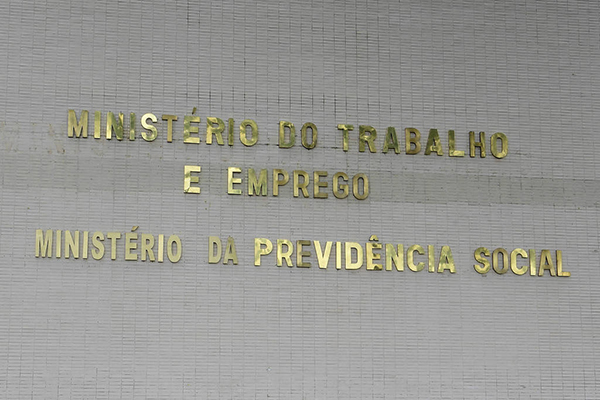 MINISTÉRIO DO TRABALHO
E EMPREGO
MINISTÉRIO DA PREVIDÊNCIA SOCIAL